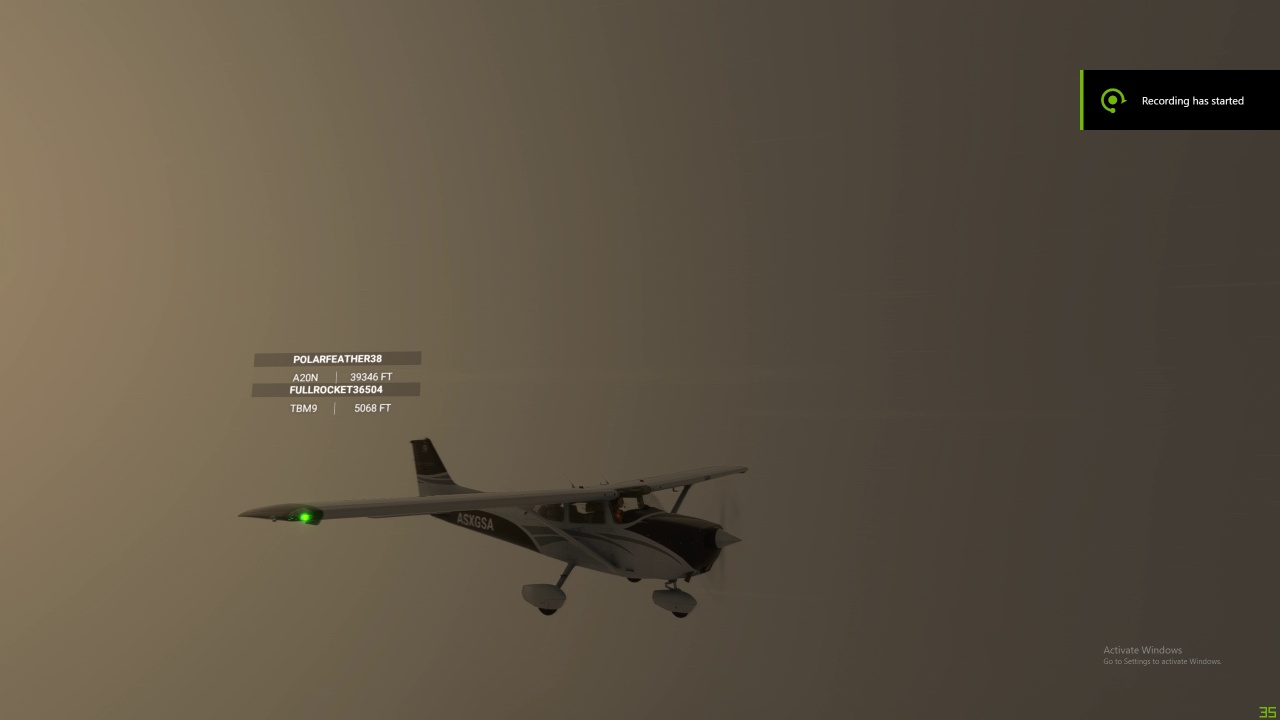 Recording has started
POLARFEATHER38
A20N | 39346 FT
FULLROCKET36504
TBM9 | 5068 FT
ASXGSA
Activate Windows
Go to Settings to activate Windows.
35